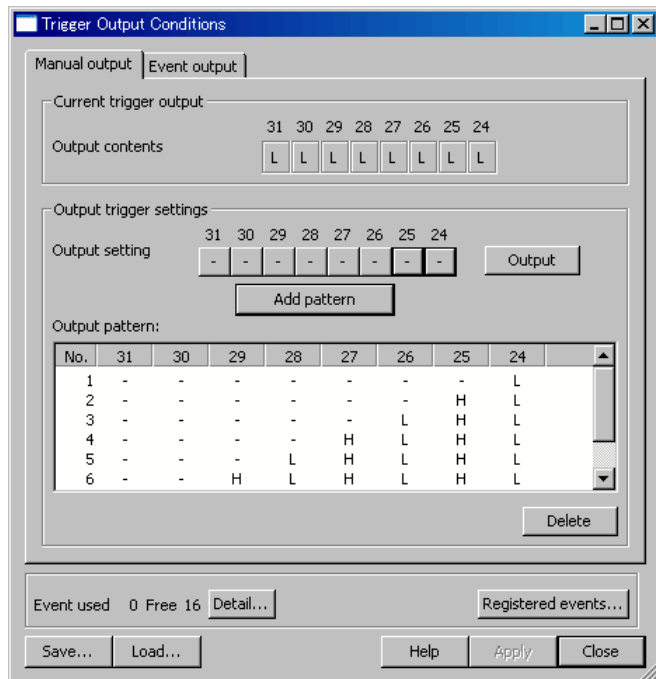 Trigger Output Conditions
Manual output Event output
Current trigger output
31 30 29 28 27 26 25 24
Output contents L L L L L L L L
Output trigger settings
31 30 29 28 27 26 25 24
Output setting - - - - - - - - Output
Add pattern
Output pattern:
No. 31 30 29 28 27 26 25 24
1 - - - - - - - L
2 - - - - - - H L
3 - - - - - L H L
4 - - - - H L H L
5 - - - L H L H L
6 - - H L H L H L
Delete
Event used 0 Free 16 Detail... Registered events...
Save... Load... Help Apply Close